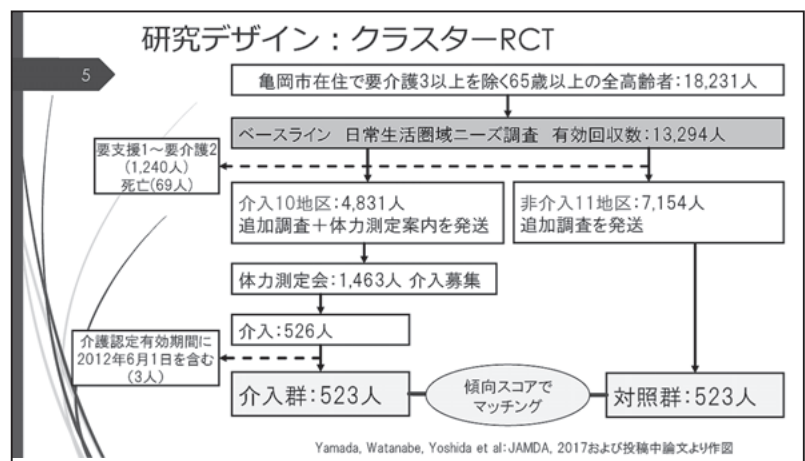 研究デザイン：クラスターRCT
5
亀岡市在住で要介護3以上を除く65歳以上の全高齢者：18,231人
ベースライン　日常生活圏域ニーズ調査　有効回収数：13,294人
要支援1～要介護2
(1,240人)
死亡(69人)
介入10地区：4,831人
追加調査＋体力測定案内を発送
非介入11地区：7,154人
追加調査を発送
体力測定会：1,463人 介入募集
介入：526人
介護認定有効期間に
2012年6月1日を含む
(3人)
介入群：523人
傾向スコアで
マッチング
対照群：523人
Yamada, Watanabe, Yoshida et al：JAMDA, 2017および投稿中論文より作図